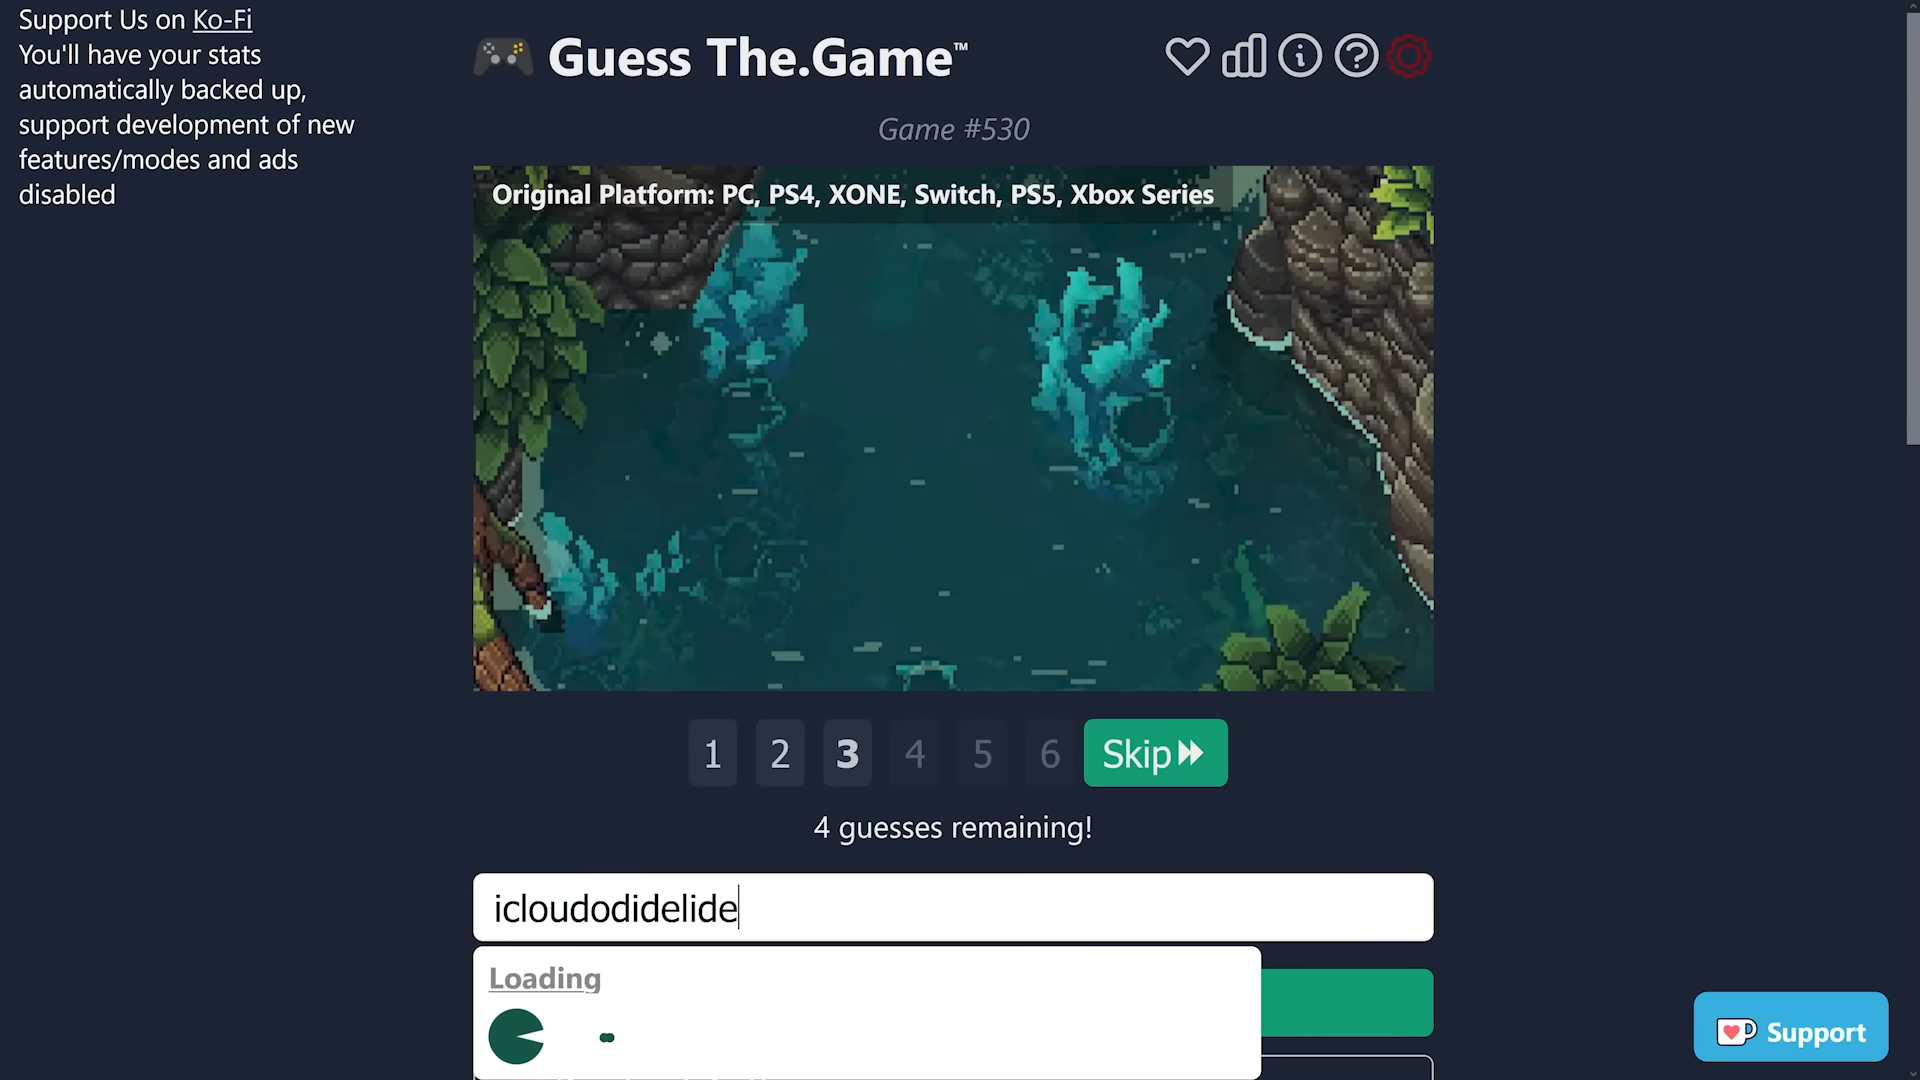 Support Us on Ko-Fi
You'll have your stats
automatically backed up,
support development of new
features/modes and ads
disabled
Guess The.Game™
Game #530
Original Platform: PC, PS4, XONE, Switch, PS5, Xbox Series
1 2 3 4 5 6 Skip
4 guesses remaining!
icloudodidelide
Loading
Support